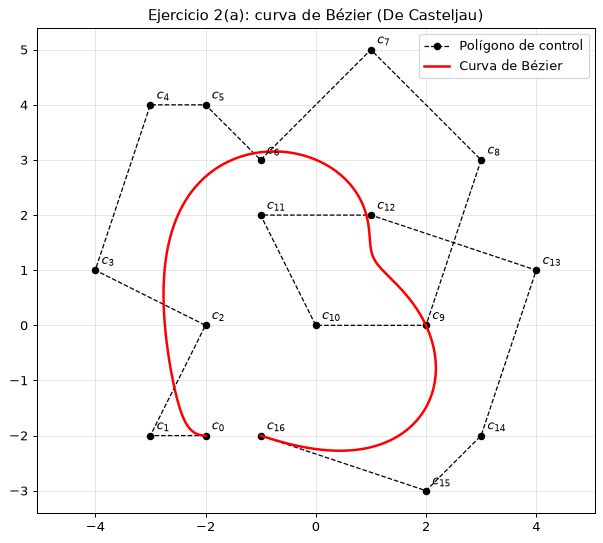 Ejercicio 2(a): curva de Bézier (De Casteljau)
Polígono de control
Curva de Bézier
c₇
c₄ c₅
c₆ c₈
c₁₁ c₁₂
c₃ c₁₃
c₂ c₁₀ c₉
c₁ c₀ c₁₆ c₁₄
c₁₅
5
4
3
2
1
0
−1
−2
−3
−4 −2 0 2 4